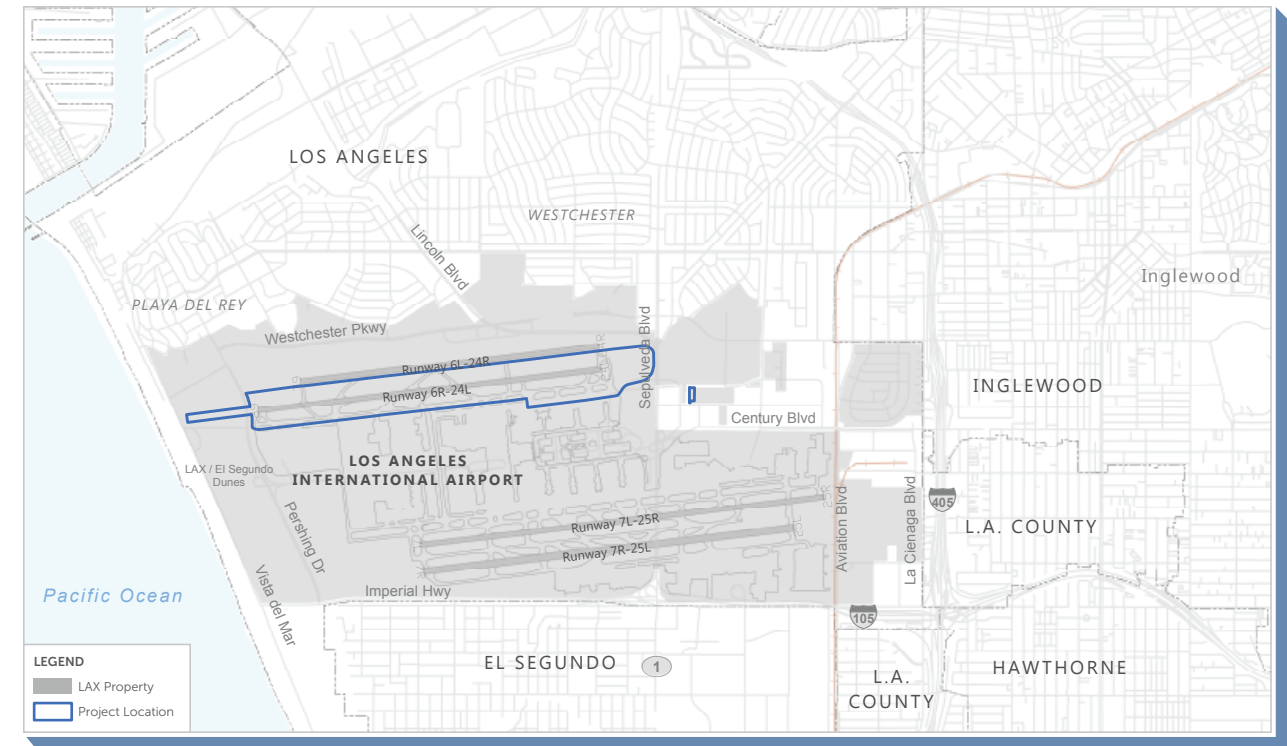 LOS ANGELES
WESTCHESTER
Lincoln Blvd
Inglewood
PLAYA DEL REY
Westchester Pkwy
Sepulveda Blvd
Runway 6L-24R
Runway 6R-24L
INGLEWOOD
Century Blvd
LOS ANGELES
INTERNATIONAL AIRPORT
LAX / El Segundo
Dunes
Pershing Dr
Runway 7L-25R
Runway 7R-25L
Aviation Blvd
La Cienaga Blvd
405
L.A. COUNTY
Pacific Ocean
Vista del Mar
Imperial Hwy
105
EL SEGUNDO
1
L.A.
COUNTY
HAWTHORNE
LEGEND
LAX Property
Project Location